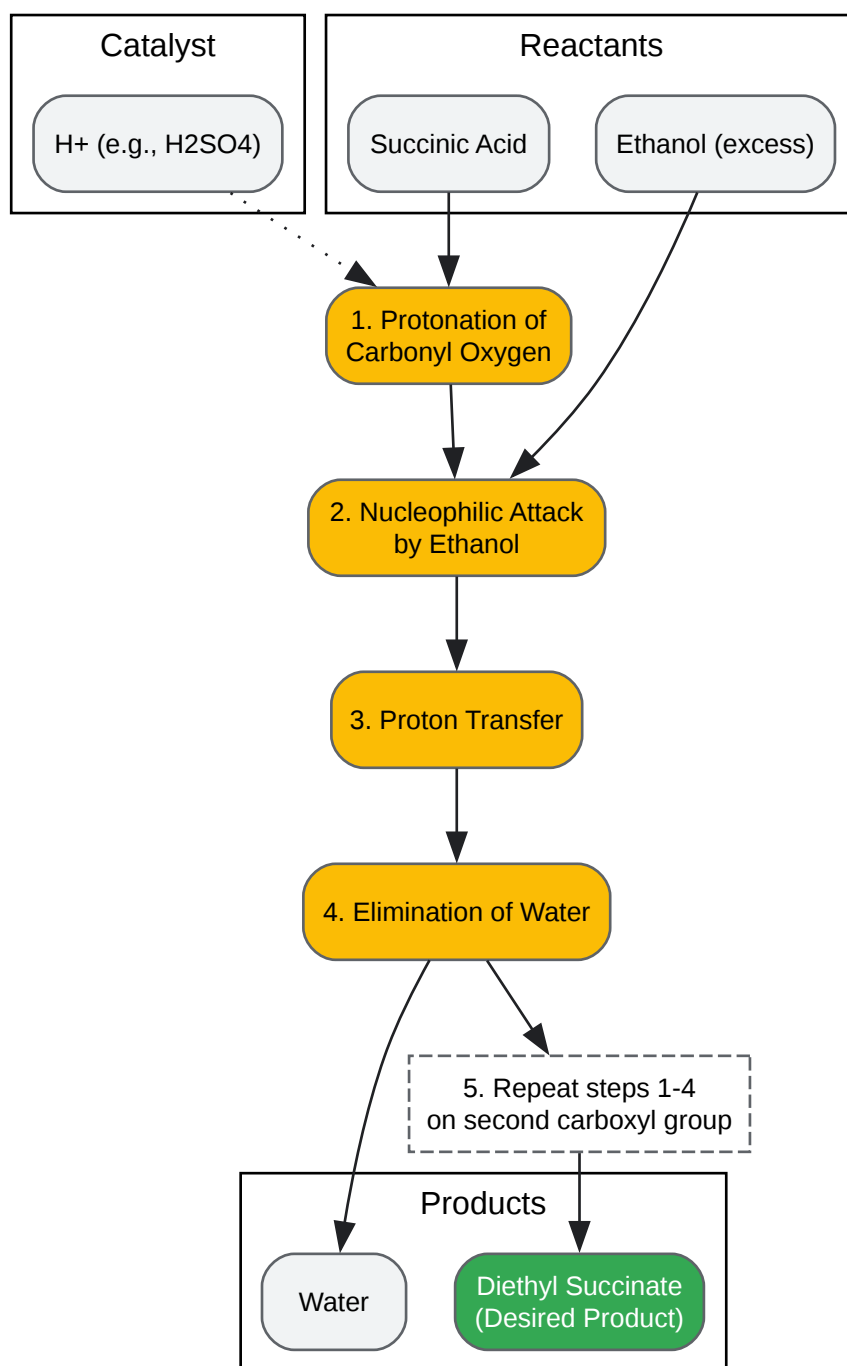 Catalyst
Reactants
H+ (e.g., H2SO4)
Succinic Acid
Ethanol (excess)
1. Protonation of
Carbonyl Oxygen
2. Nucleophilic Attack
by Ethanol
3. Proton Transfer
4. Elimination of Water
5. Repeat steps 1-4
on second carboxyl group
Products
Water
Diethyl Succinate
(Desired Product)